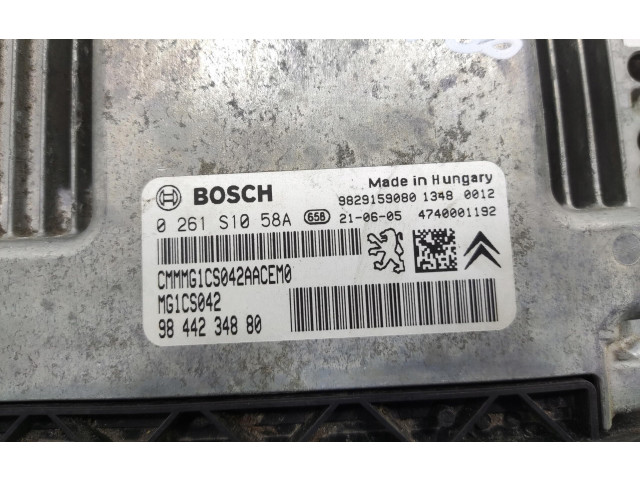 BOSCH
Made in Hungary
9829159080 1348 0012
0 261 S10 58A 658 21-06-05 4740001192
CMMMG1CS042AACEM0
MG1CS042
98 442 348 80